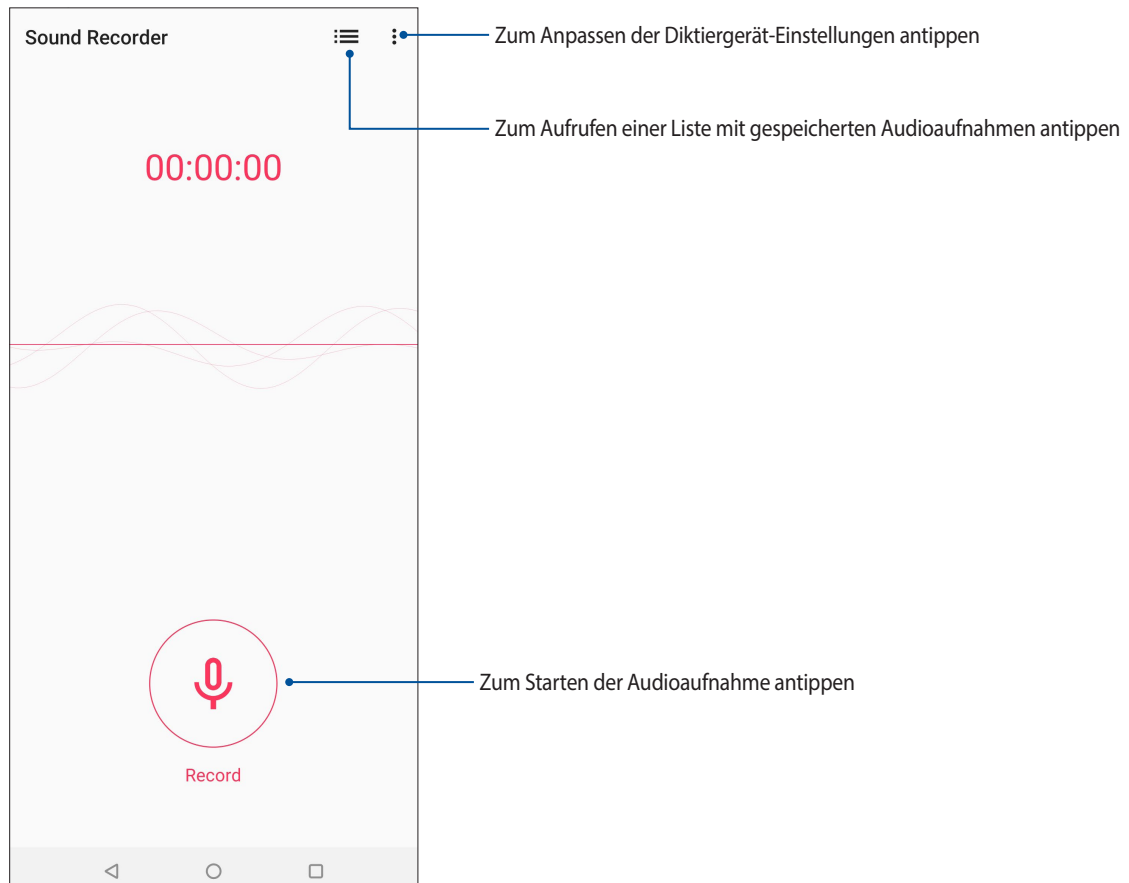 Sound Recorder
Zum Anpassen der Diktiergerät-Einstellungen antippen
Zum Aufrufen einer Liste mit gespeicherten Audioaufnahmen antippen
00:00:00
Zum Starten der Audioaufnahme antippen
Record